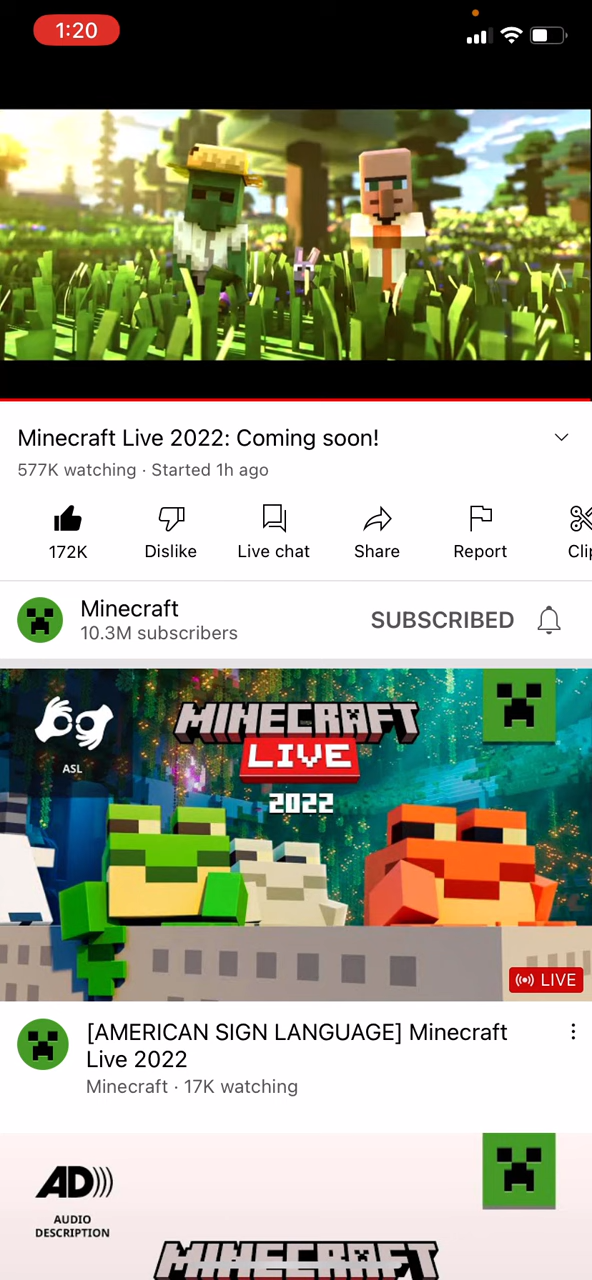 1:20
Minecraft Live 2022: Coming soon!
577K watching · Started 1h ago
172K
Dislike
Live chat
Share
Report
Clip
Minecraft
10.3M subscribers
SUBSCRIBED
ASL
MINECRAFT
LIVE
2022
LIVE
[AMERICAN SIGN LANGUAGE] Minecraft
Live 2022
Minecraft · 17K watching
AD
AUDIO
DESCRIPTION
MINECRAFT